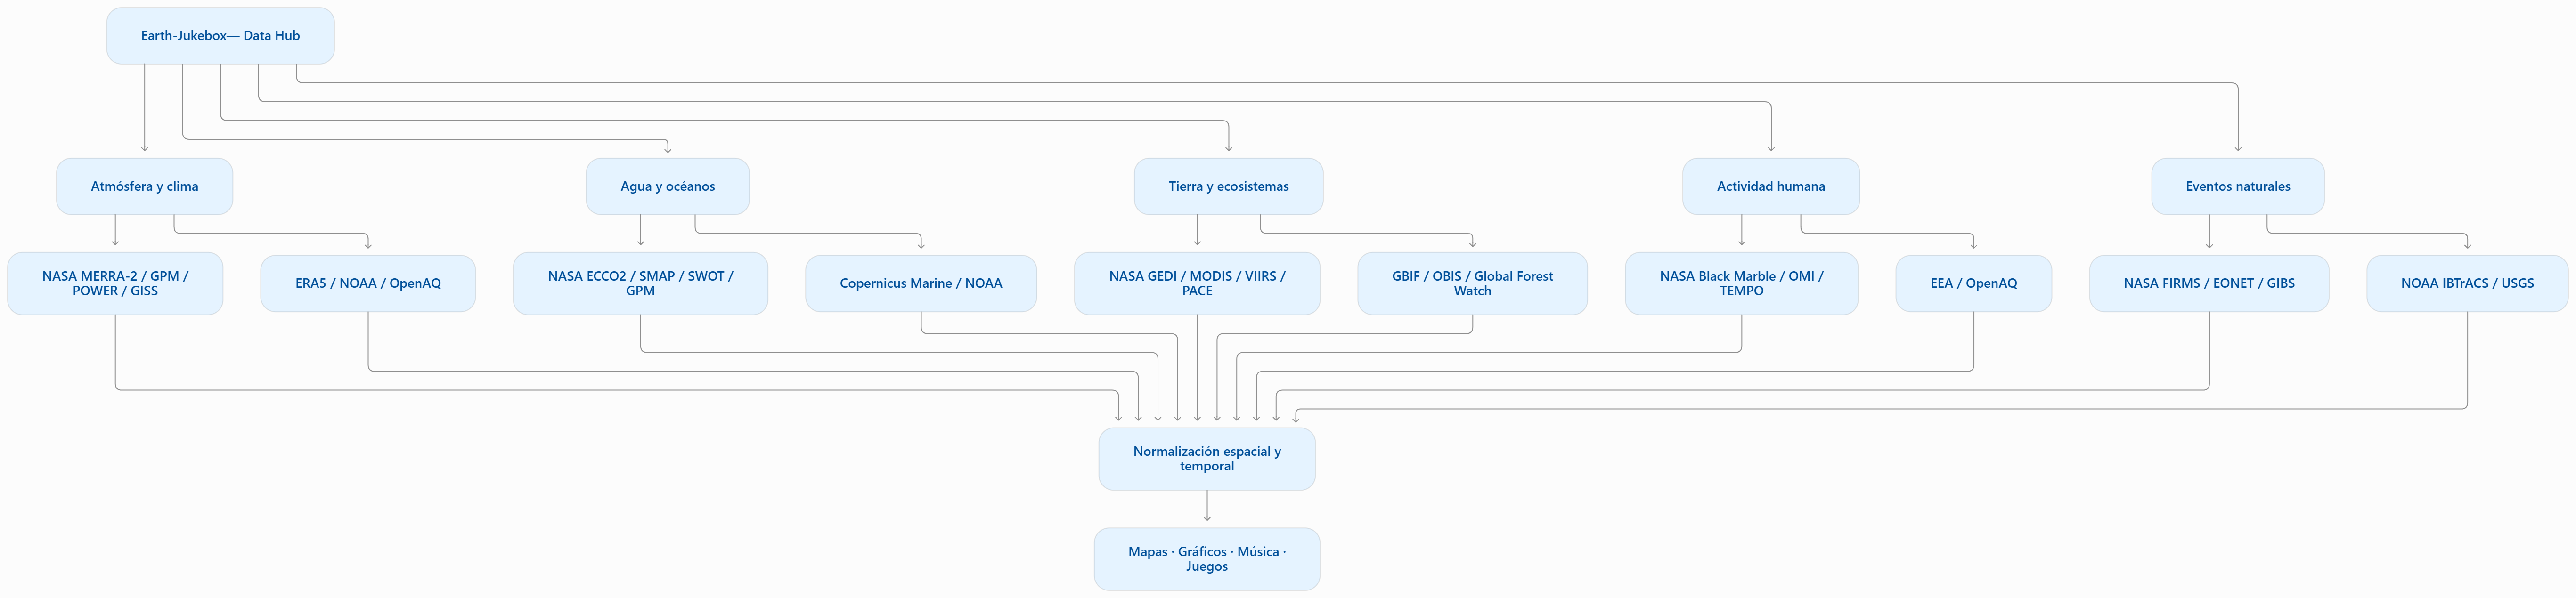 Earth-Jukebox— Data Hub
Atmósfera y clima
Agua y océanos
Tierra y ecosistemas
Actividad humana
Eventos naturales
NASA MERRA-2 / GPM /
POWER / GISS
ERA5 / NOAA / OpenAQ
NASA ECCO2 / SMAP / SWOT /
GPM
Copernicus Marine / NOAA
NASA GEDI / MODIS / VIIRS /
PACE
GBIF / OBIS / Global Forest
Watch
NASA Black Marble / OMI /
TEMPO
EEA / OpenAQ
NASA FIRMS / EONET / GIBS
NOAA IBTrACS / USGS
Normalización espacial y
temporal
Mapas · Gráficos · Música ·
Juegos